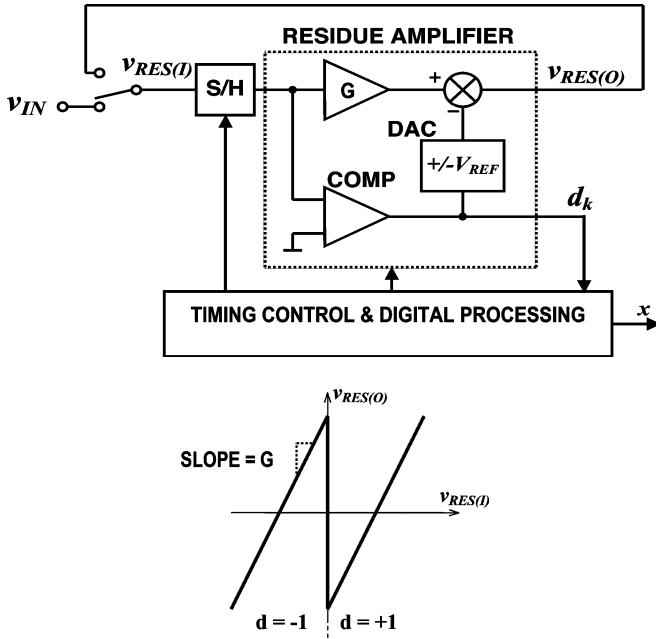 RESIDUE AMPLIFIER
vRES(I)
vRES(O)
S/H
G
+
vIN
−
DAC
+/-VREF
COMP
dk
TIMING CONTROL & DIGITAL PROCESSING
x
vRES(O)
SLOPE = G
vRES(I)
d = -1
d = +1